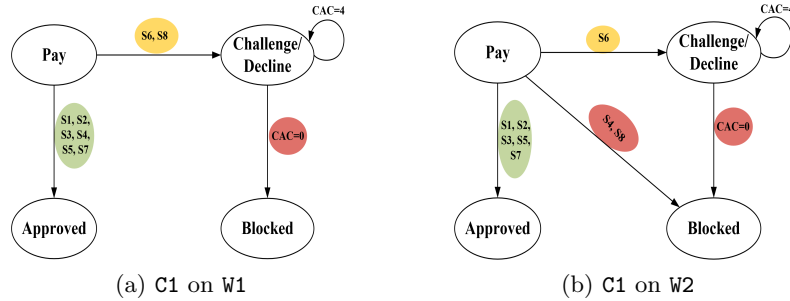 CAC=4
Pay
S6, S8
Challenge/
Decline
S1, S2,
S3, S4,
S5, S7
CAC=0
Approved
Blocked
(a) C1 on W1
CAC=4
Pay
S6
Challenge/
Decline
S1, S2,
S3, S5,
S7
S4, S8
CAC=0
Approved
Blocked
(b) C1 on W2